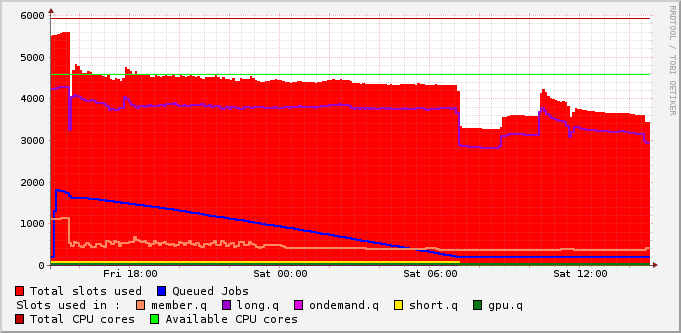 6000
5000
4000
3000
2000
1000
0
Fri 18:00 Sat 00:00 Sat 06:00 Sat 12:00
Total slots used Queued Jobs
Slots used in : member.q long.q ondemand.q short.q gpu.q
Total CPU cores Available CPU cores
RRDTOOL / TOBI OETIKER